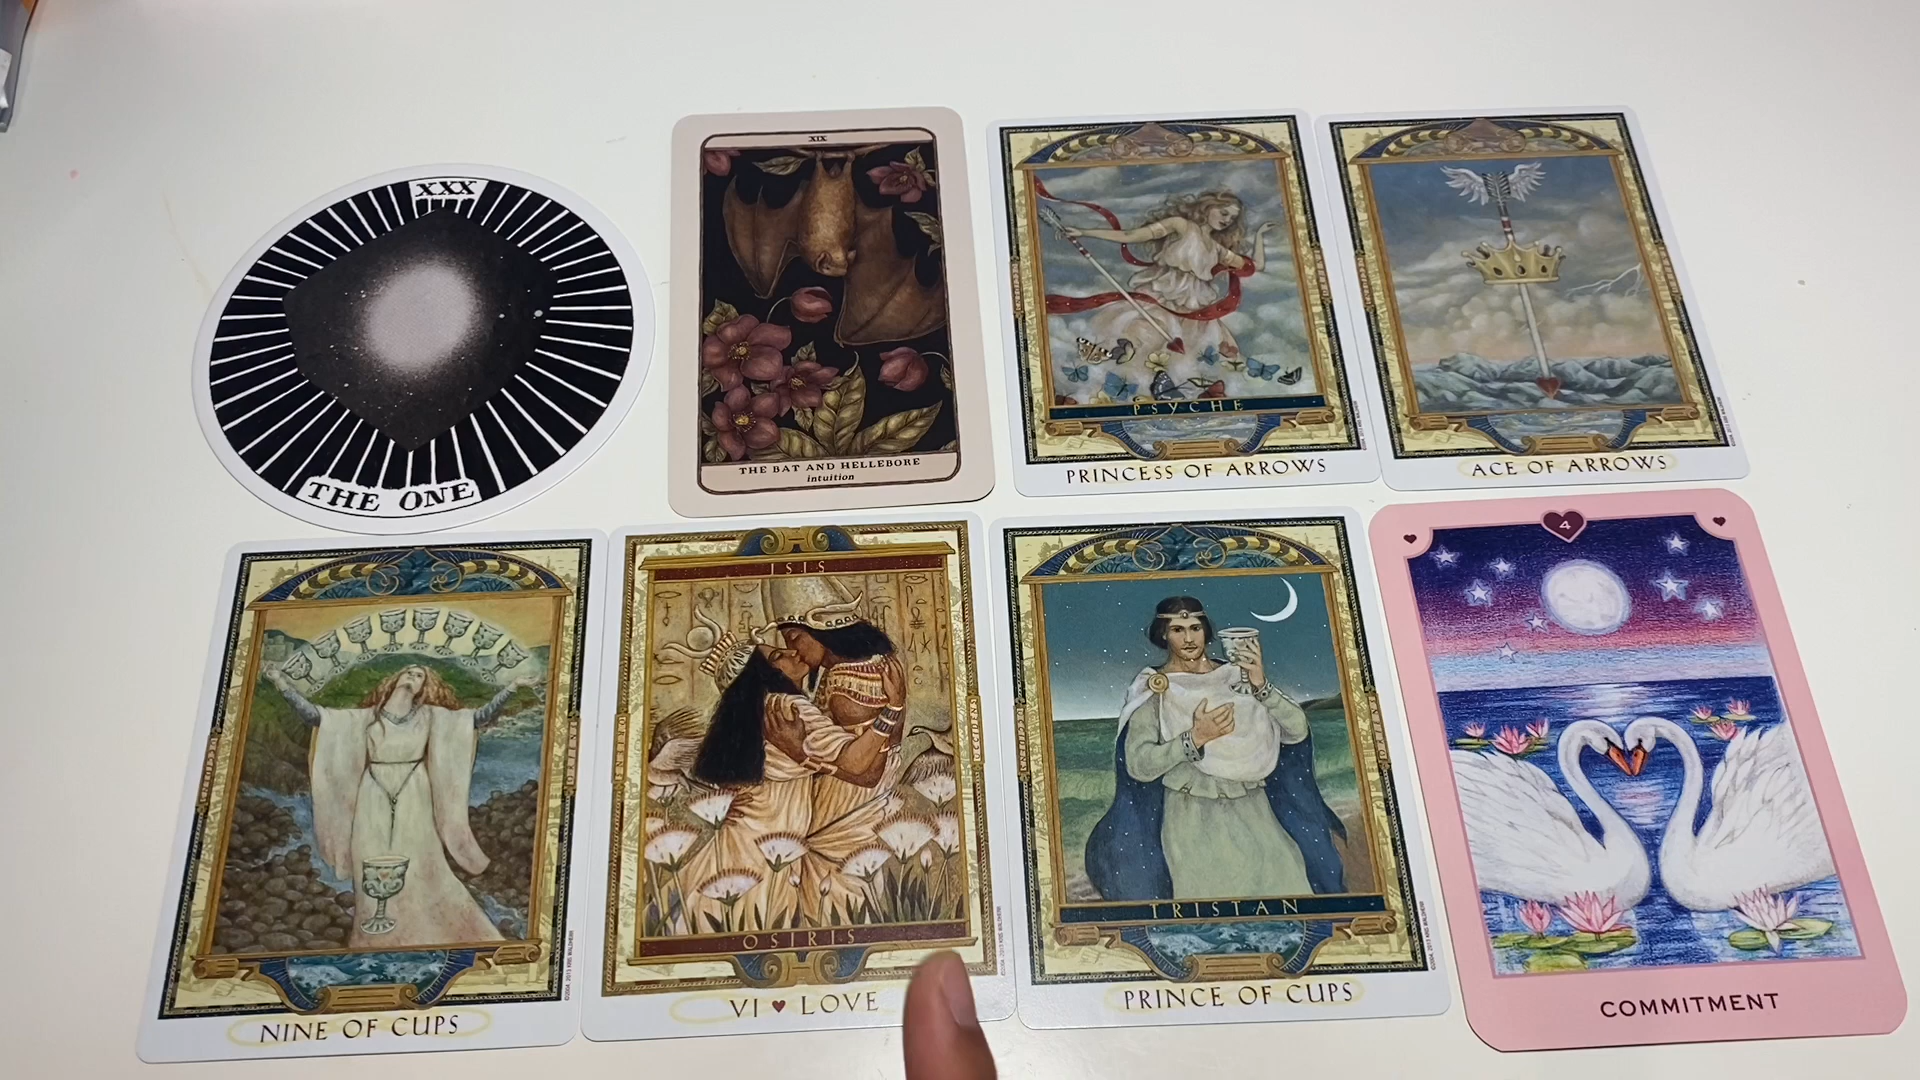 XXX
THE ONE
XIX
THE BAT AND HELLEBORE
intuition
PSYCHE
PRINCESS OF ARROWS
ACE OF ARROWS
NINE OF CUPS
ISIS
OSIRIS
VI ♥ LOVE
TRISTAN
PRINCE OF CUPS
4
COMMITMENT